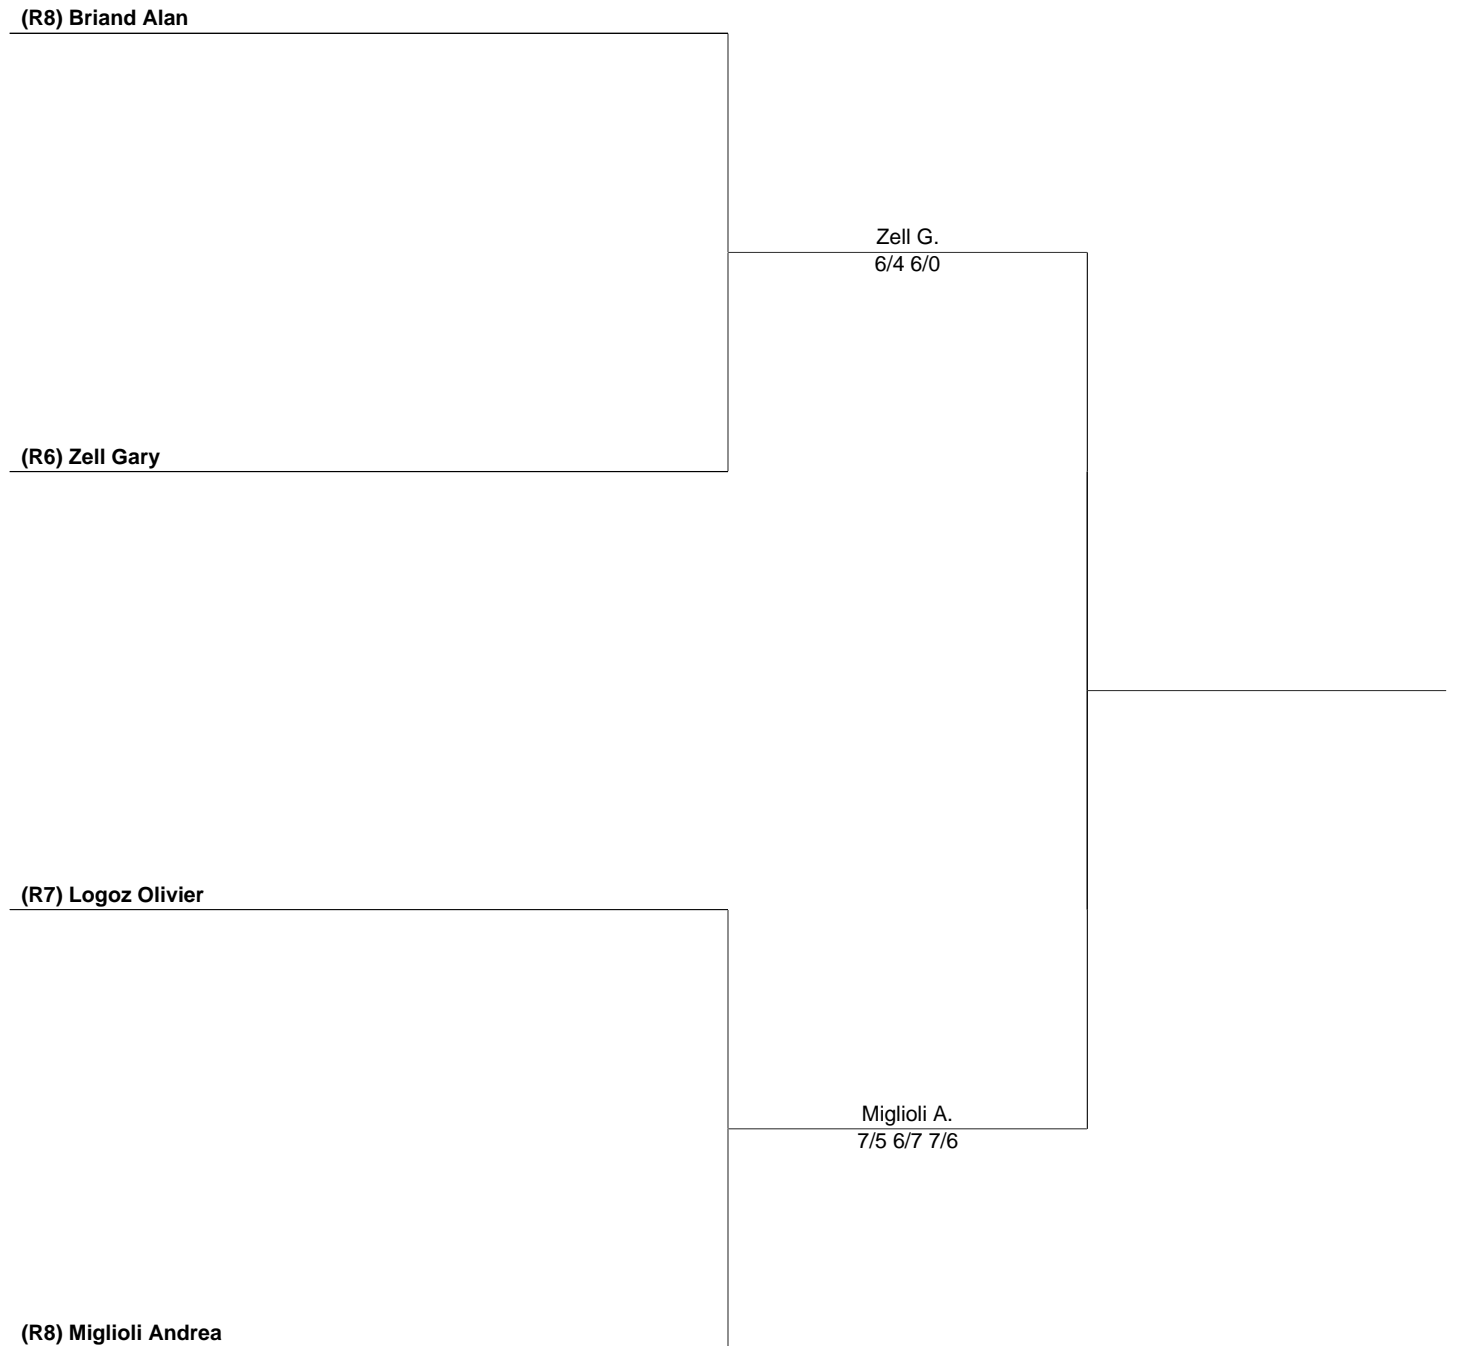 (R8) Briand Alan
Zell G.
6/4 6/0
(R6) Zell Gary
(R7) Logoz Olivier
Miglioli A.
7/5 6/7 7/6
(R8) Miglioli Andrea